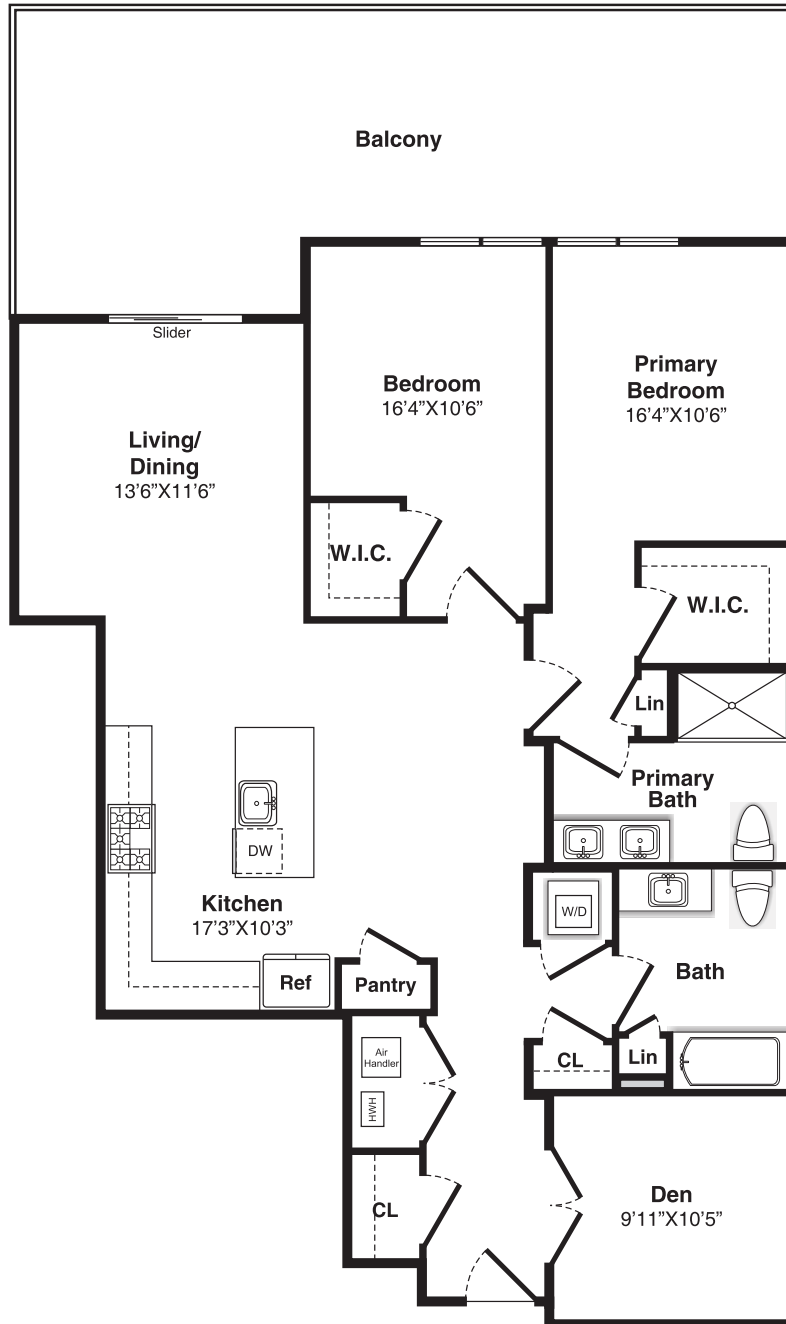 Balcony
Slider
Bedroom
16’4”X10’6”
Primary
Bedroom
16’4”X10’6”
Living/
Dining
13’6”X11’6”
W.I.C.
W.I.C.
Lin
Primary
Bath
DW
Kitchen
17’3”X10’3”
W/D
Ref
Pantry
Bath
Air
Handler
HWH
CL
Lin
CL
Den
9’11”X10’5”